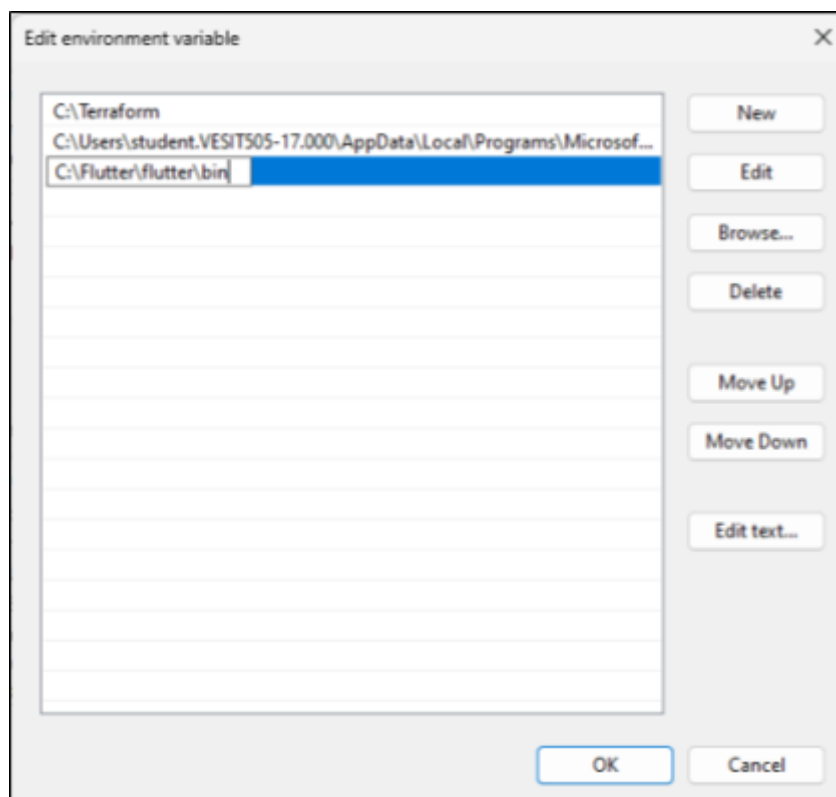 Edit environment variable
C:\Terraform
C:\Users\student.VESIT505-17.000\AppData\Local\Programs\Microsof...
C:\Flutter\flutter\bin
New
Edit
Browse...
Delete
Move Up
Move Down
Edit text...
OK
Cancel